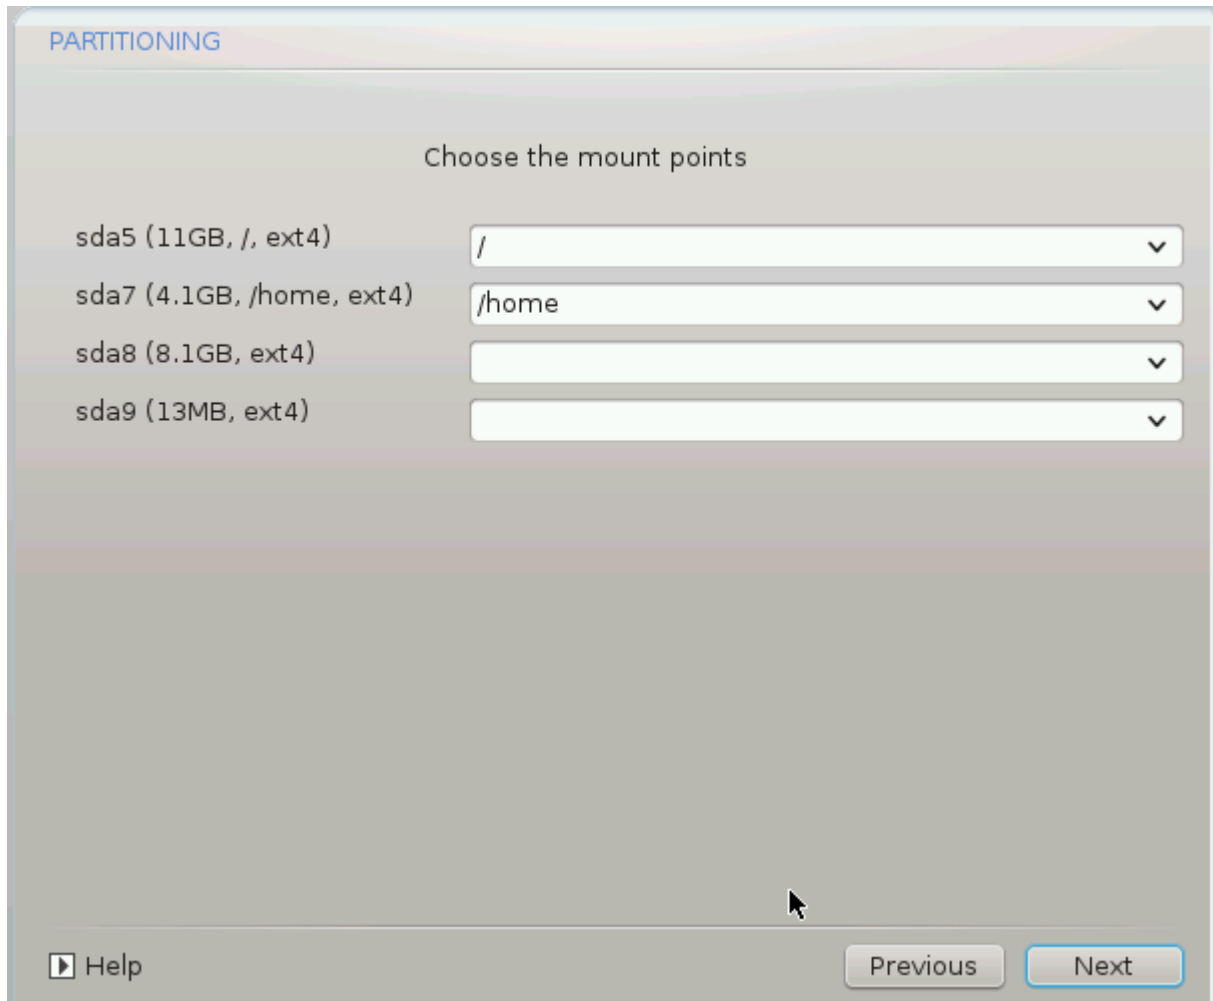 PARTITIONING
Choose the mount points
sda5 (11GB, /, ext4)
/
sda7 (4.1GB, /home, ext4)
/home
sda8 (8.1GB, ext4)
sda9 (13MB, ext4)
Help
Previous
Next